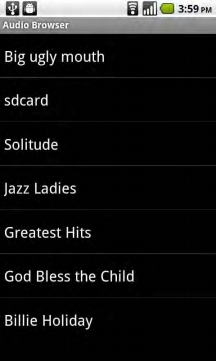 3:59 PM
Audio Browser
Big ugly mouth
sdcard
Solitude
Jazz Ladies
Greatest Hits
God Bless the Child
Billie Holiday